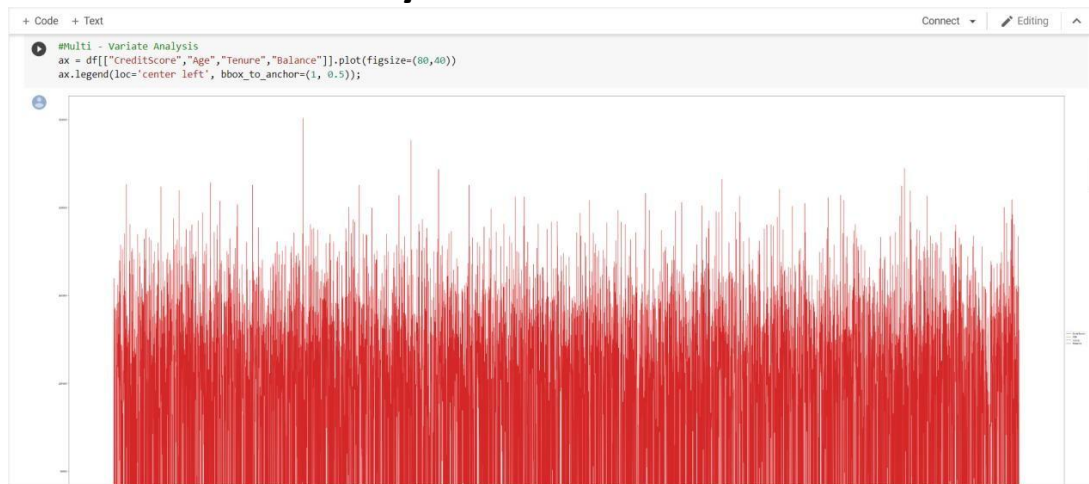 + Code + Text
Connect
Editing
#Multi - Variate Analysis
ax = df[["CreditScore","Age","Tenure","Balance"]].plot(figsize=(80,40))
ax.legend(loc='center left', bbox_to_anchor=(1, 0.5));